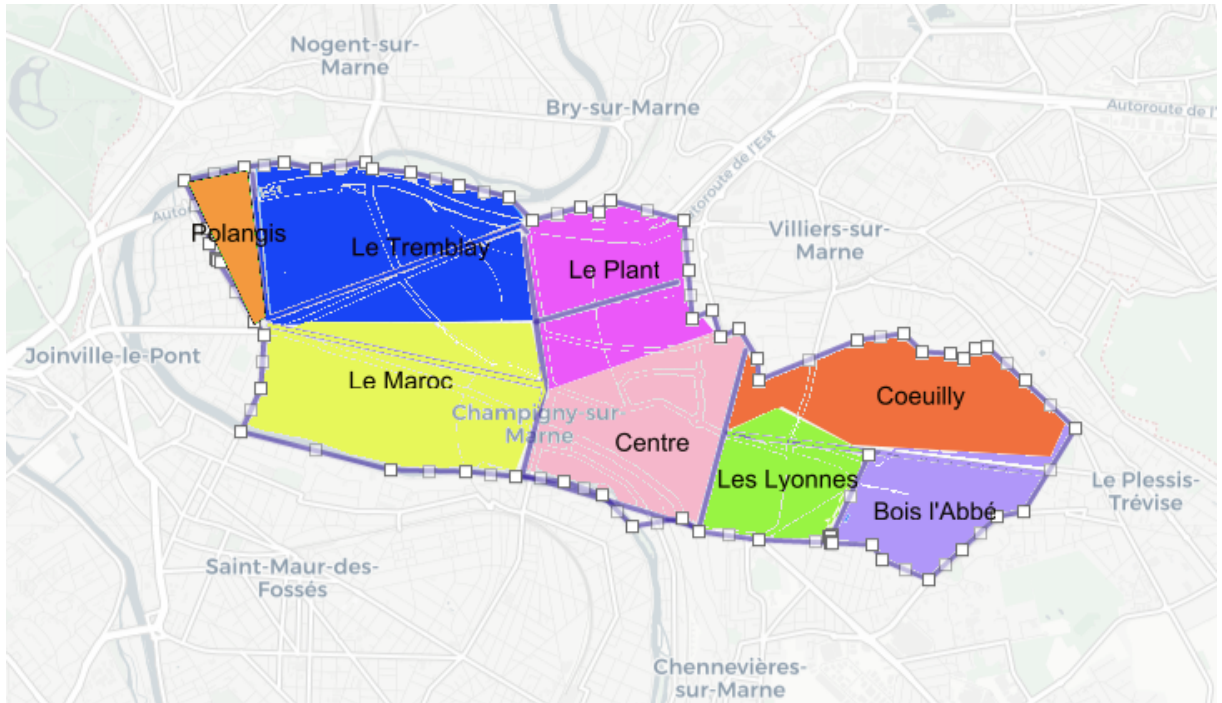 Nogent-sur-
Marne
Bry-sur-Marne
Autoroute de l'
Autoroute de l'Est
Auto
Polangis
Le Tremblay
Villiers-sur-
Marne
Le Plant
Joinville-le-Pont
Le Maroc
Coeuilly
Champigny-sur-
Marne
Centre
Les Lyonnes
Le Plessis-
Trévise
Bois l'Abbé
Saint-Maur-des-
Fossés
Chennevières-
sur-Marne